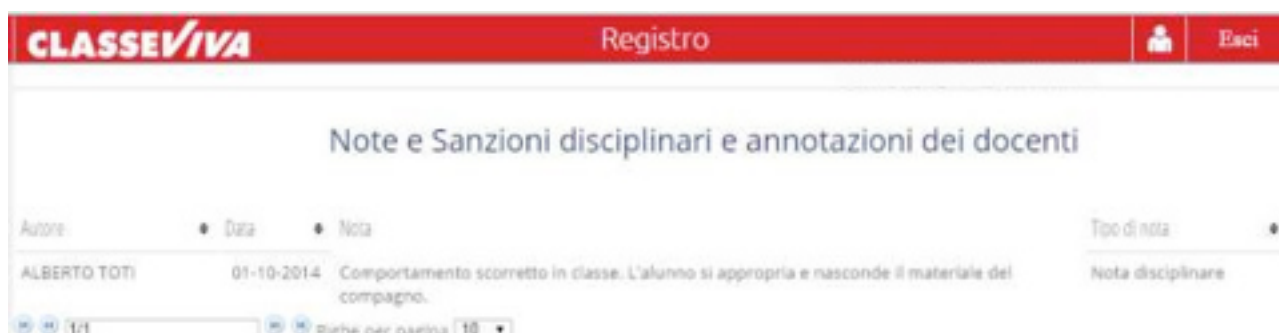 CLASSEVIVA Registro Esci
Note e Sanzioni disciplinari e annotazioni dei docenti
Autore Data Nota Tipo di nota
ALBERTO TOTI 01-10-2014 Comportamento scorretto in classe. L'alunno si appropria e nasconde il materiale del Nota disciplinare
compagno.
1/1 Righe per pagina 10